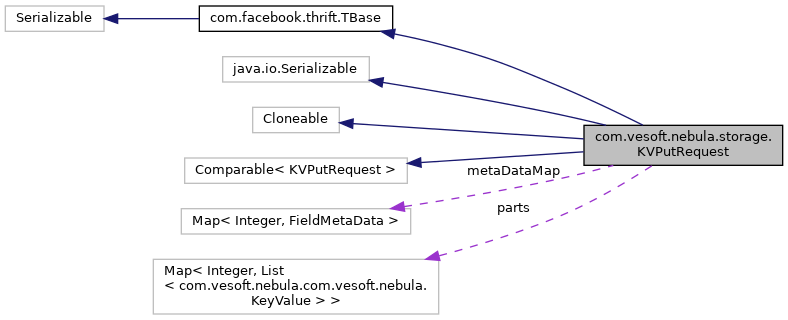 Serializable
com.facebook.thrift.TBase
java.io.Serializable
Cloneable
com.vesoft.nebula.storage.
KVPutRequest
Comparable< KVPutRequest >
metaDataMap
Map< Integer, FieldMetaData >
parts
Map< Integer, List
< com.vesoft.nebula.com.vesoft.nebula.
KeyValue > >